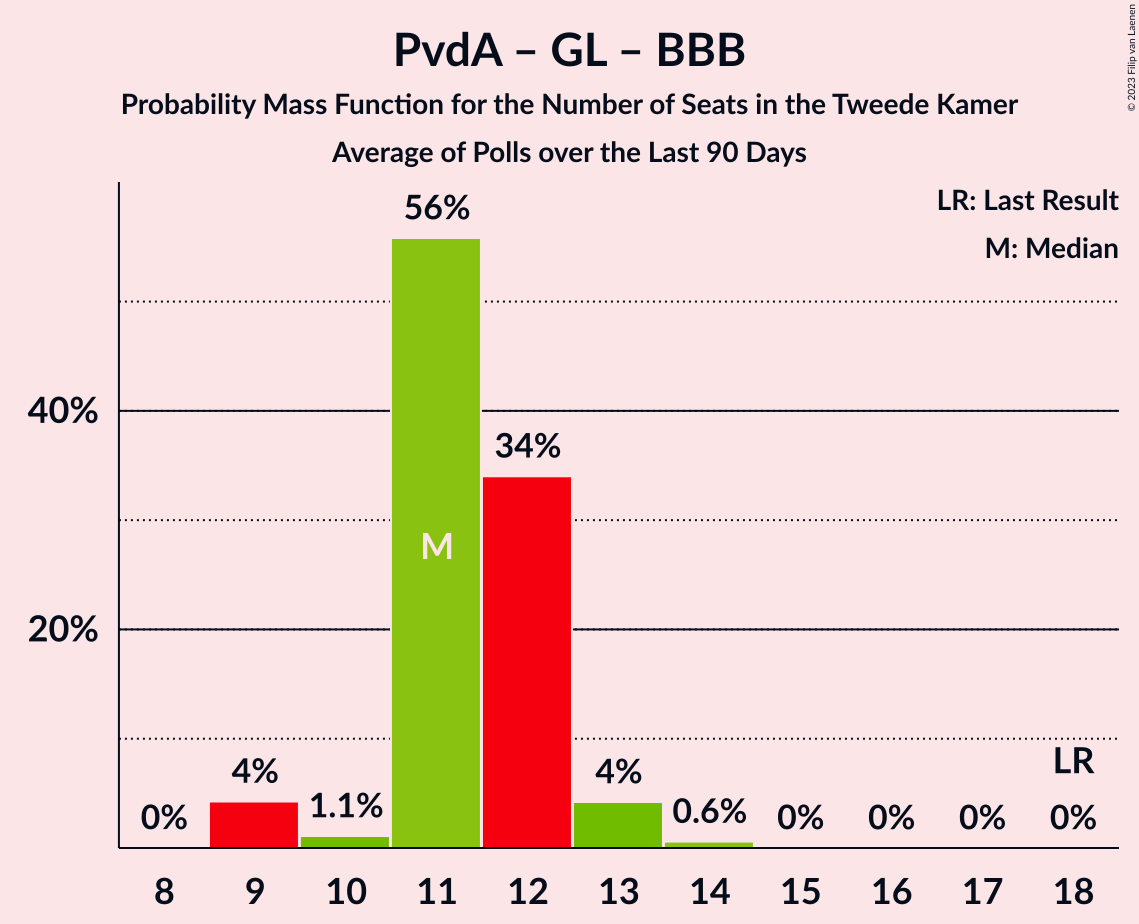 PvdA – GL – BBB
Probability Mass Function for the Number of Seats in the Tweede Kamer
Average of Polls over the Last 90 Days
© 2023 Filip van Laenen
LR: Last Result
M: Median
56%
40%
34%
M
20%
LR
0%
4%
1.1%
4%
0.6%
0%
0%
0%
0%
8 9 10 11 12 13 14 15 16 17 18